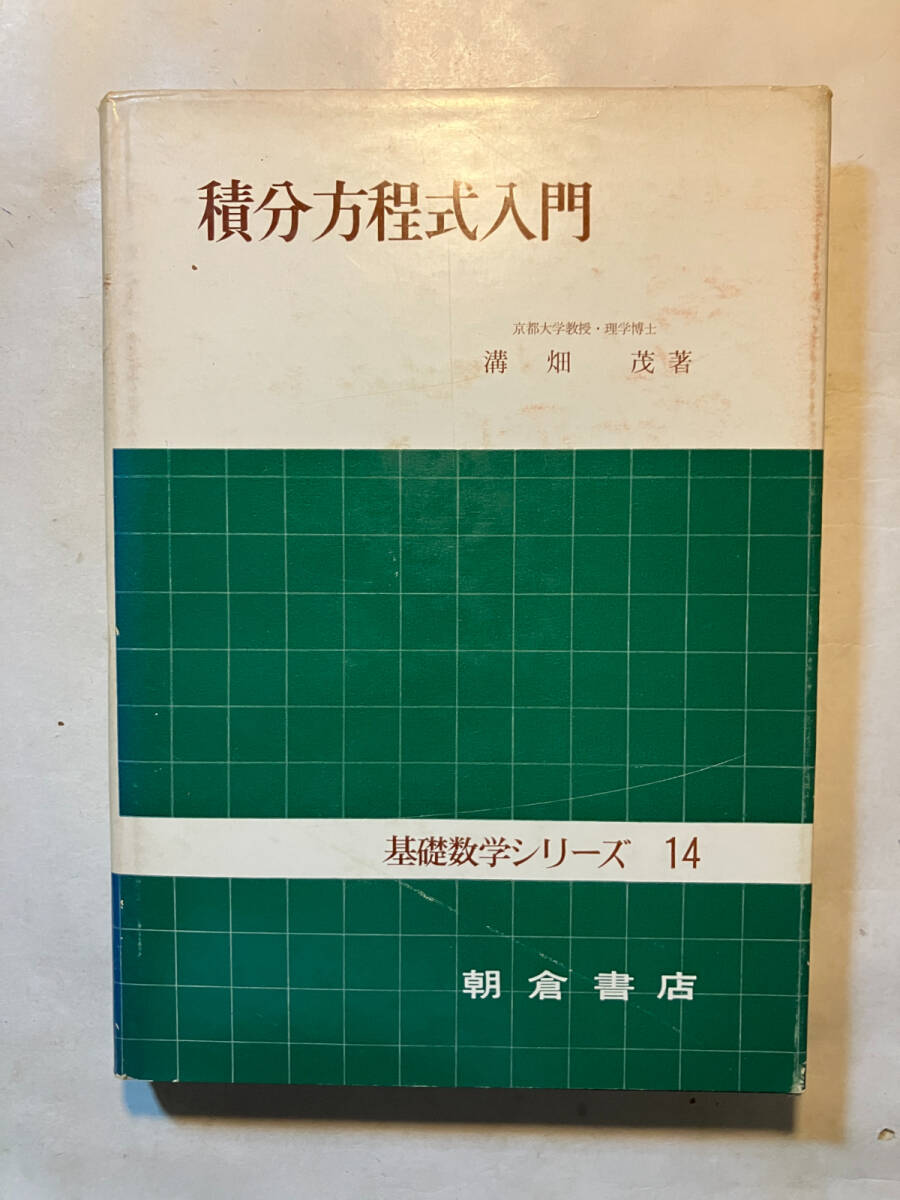 積分方程式入門
京都大学教授・理学博士
溝畑 茂著
基礎数学シリーズ 14
朝倉書店